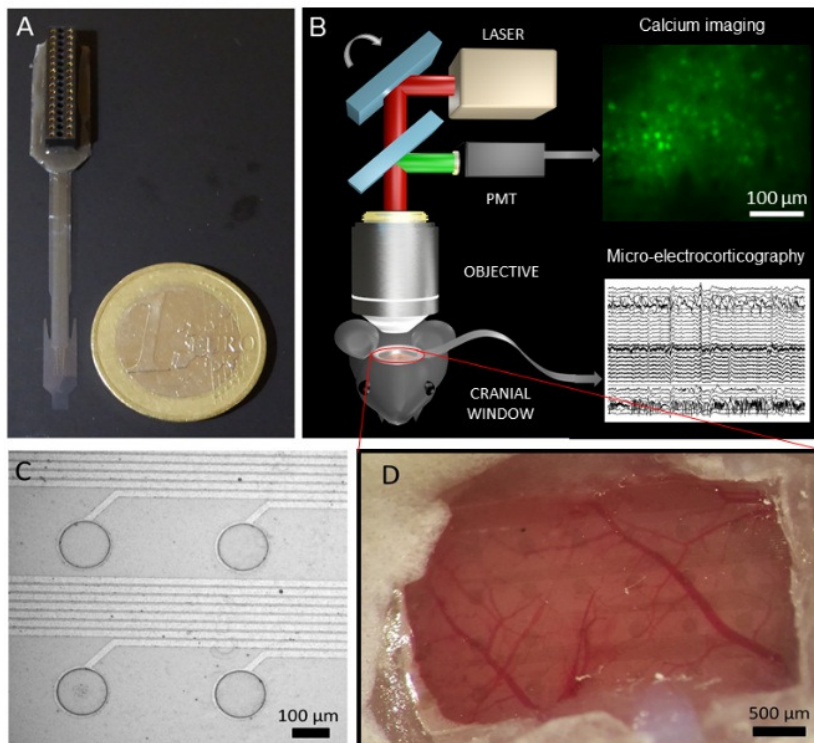 A
1
EURO
B
LASER
PMT
OBJECTIVE
CRANIAL
WINDOW
Calcium imaging
100 µm
Micro-electrocorticography
C
100 µm
D
500 µm